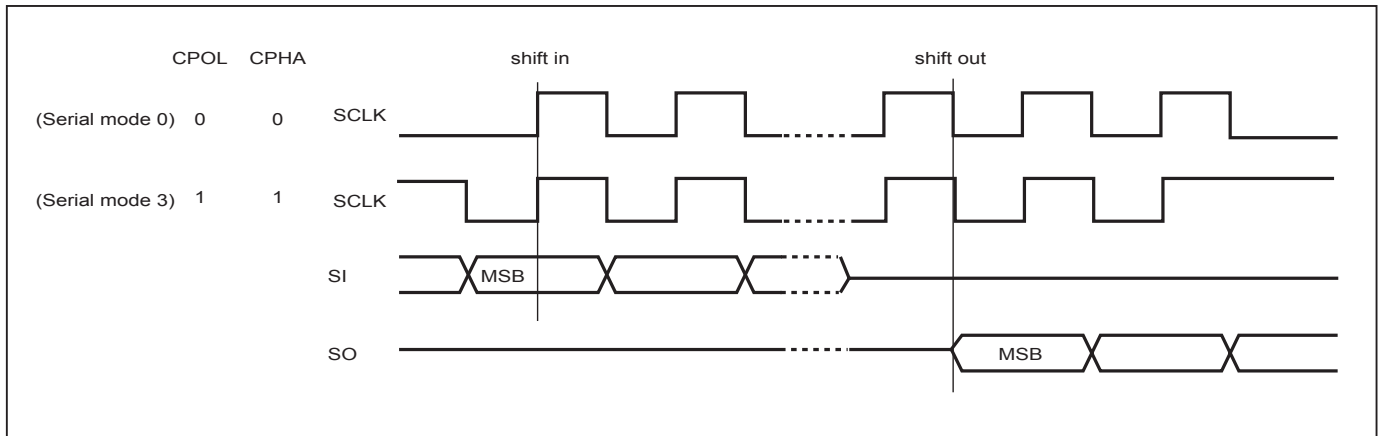 CPOL CPHA shift in shift out
(Serial mode 0) 0 0 SCLK
(Serial mode 3) 1 1 SCLK
SI MSB
SO MSB